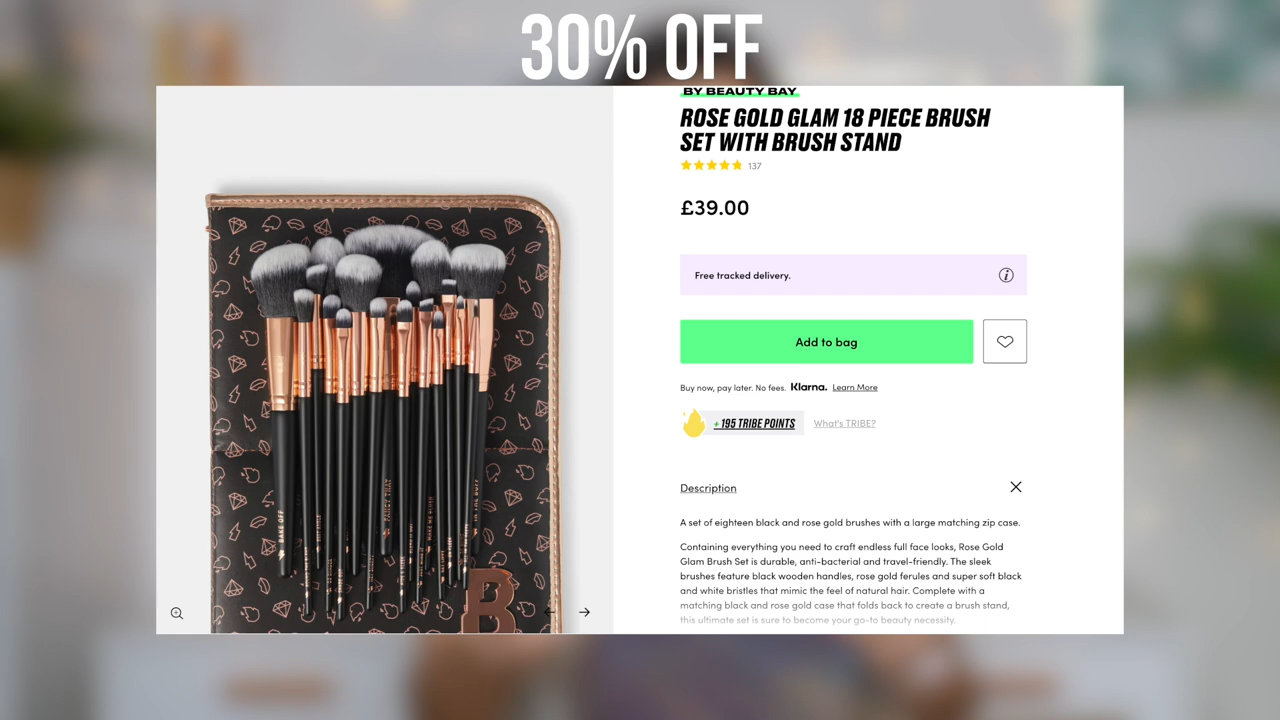 30% OFF
BY BEAUTY BAY
ROSE GOLD GLAM 18 PIECE BRUSH
SET WITH BRUSH STAND
137
£39.00
Free tracked delivery.
Add to bag
Buy now, pay later. No fees. Klarna. Learn More
+ 195 TRIBE POINTS What's TRIBE?
Description
A set of eighteen black and rose gold brushes with a large matching zip case.
Containing everything you need to craft endless full face looks, Rose Gold
Glam Brush Set is durable, anti-bacterial and travel-friendly. The sleek
brushes feature black wooden handles, rose gold ferules and super soft black
and white bristles that mimic the feel of natural hair. Complete with a
matching black and rose gold case that folds back to create a brush stand,
this ultimate set is sure to become your go-to beauty necessity.
BAKE OFF
FANCY THAT
B